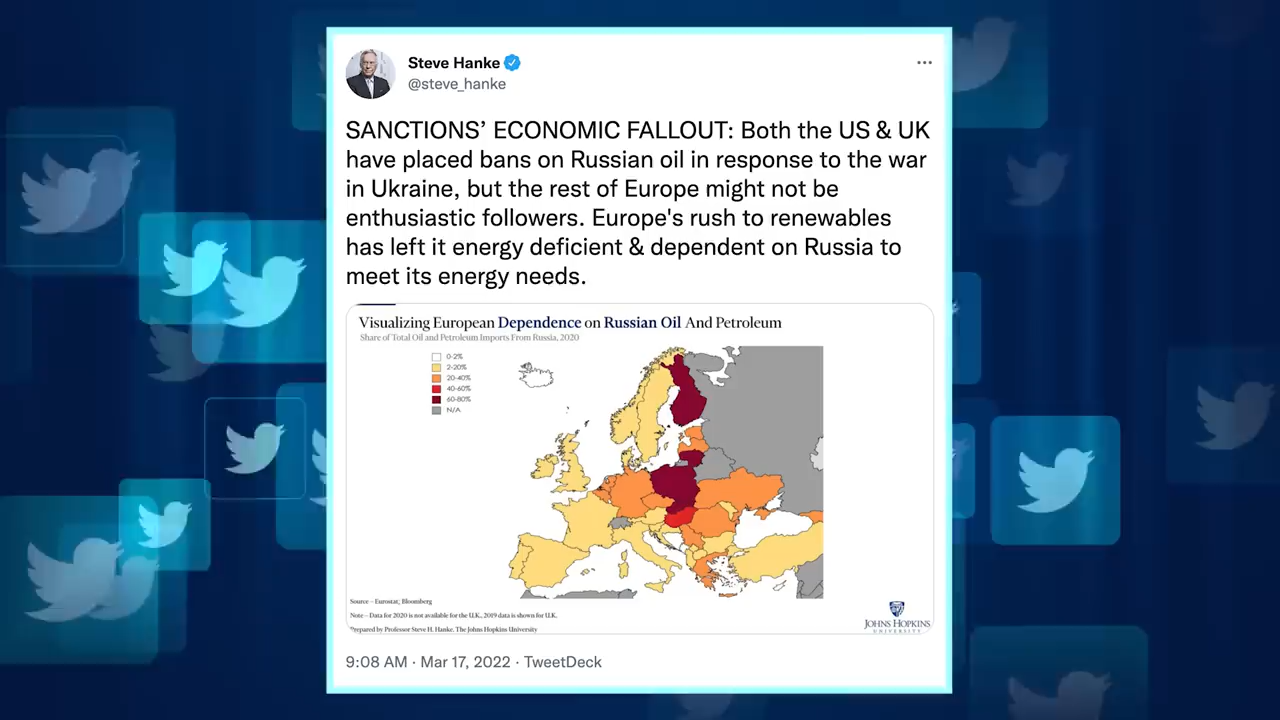 Steve Hanke
@steve_hanke
SANCTIONS’ ECONOMIC FALLOUT: Both the US & UK
have placed bans on Russian oil in response to the war
in Ukraine, but the rest of Europe might not be
enthusiastic followers. Europe's rush to renewables
has left it energy deficient & dependent on Russia to
meet its energy needs.
Visualizing European Dependence on Russian Oil And Petroleum
Share of Total Oil and Petroleum Imports From Russia, 2020
0-2%
2-20%
20-40%
40-60%
60-80%
N/A
Source – Eurostat; Bloomberg
Note – Data for 2020 is not available for the U.K., 2019 data is shown for U.K.
Prepared by Professor Steve H. Hanke. The Johns Hopkins University
JOHNS HOPKINS
UNIVERSITY
9:08 AM · Mar 17, 2022 · TweetDeck